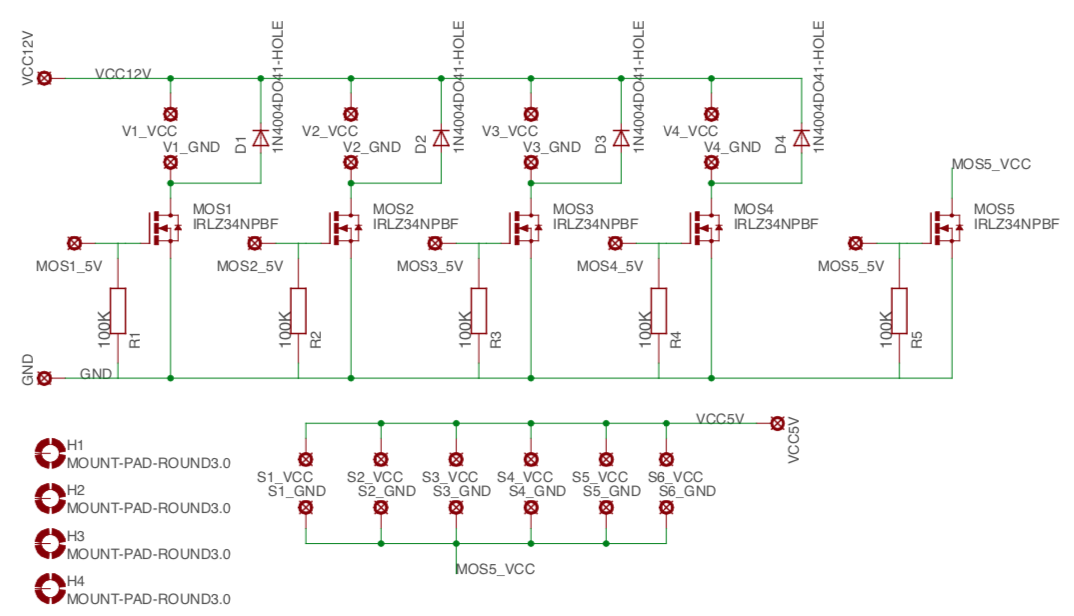 VCC12V
VCC12V
V1_VCC
V1_GND
D1
1N4004DO41-HOLE
V2_VCC
V2_GND
D2
1N4004DO41-HOLE
V3_VCC
V3_GND
D3
1N4004DO41-HOLE
V4_VCC
V4_GND
D4
1N4004DO41-HOLE
MOS5_VCC
MOS1
IRLZ34NPBF
MOS2
IRLZ34NPBF
MOS3
IRLZ34NPBF
MOS4
IRLZ34NPBF
MOS5
IRLZ34NPBF
MOS1_5V
MOS2_5V
MOS3_5V
MOS4_5V
MOS5_5V
100K
R1
100K
R2
100K
R3
100K
R4
100K
R5
GND
GND
VCC5V
VCC5V
S1_VCC
S1_GND
S2_VCC
S2_GND
S3_VCC
S3_GND
S4_VCC
S4_GND
S5_VCC
S5_GND
S6_VCC
S6_GND
MOS5_VCC
H1
MOUNT-PAD-ROUND3.0
H2
MOUNT-PAD-ROUND3.0
H3
MOUNT-PAD-ROUND3.0
H4
MOUNT-PAD-ROUND3.0